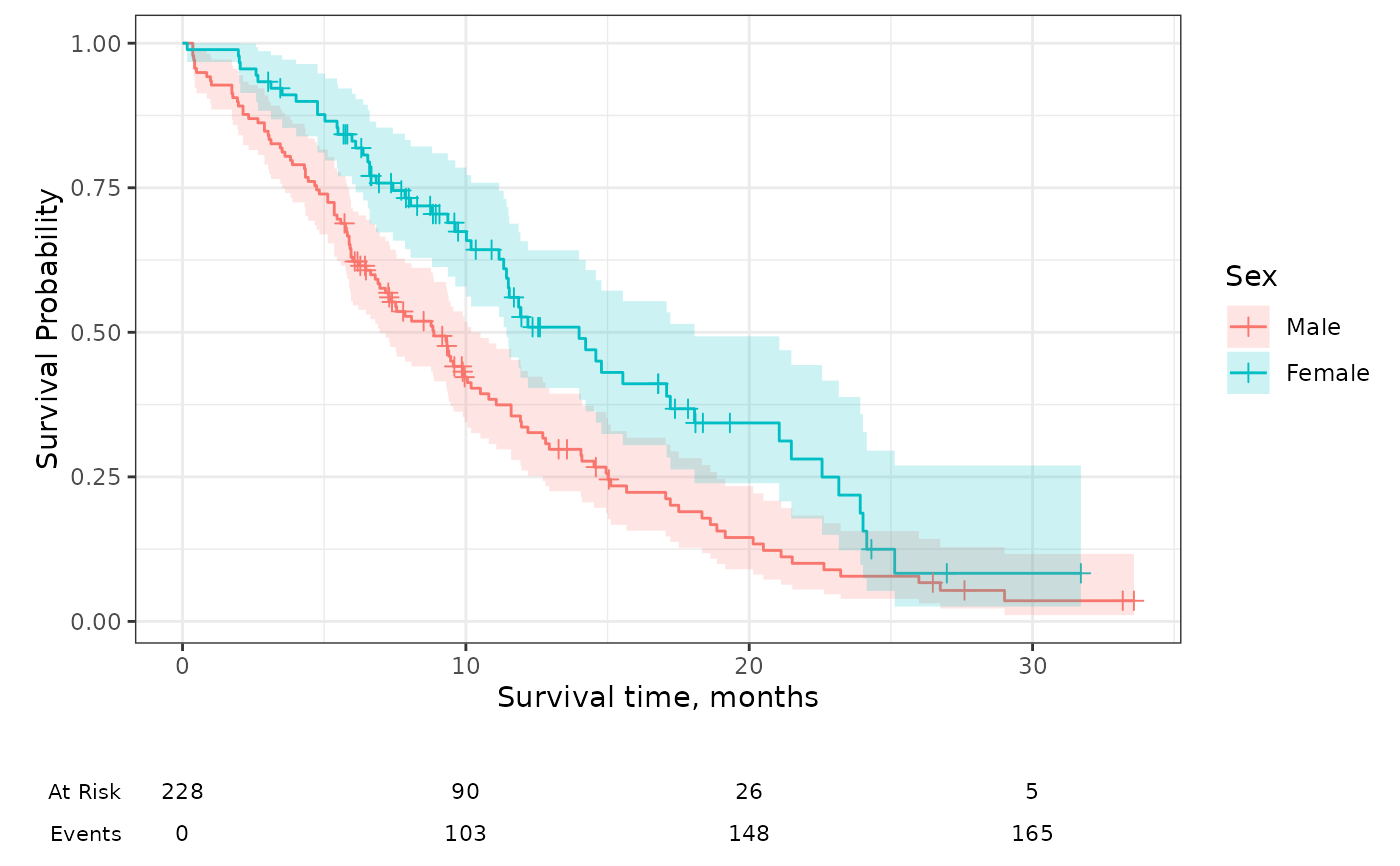 Survival Probability
1.00
0.75
0.50
0.25
0.00
0 10 20 30
Survival time, months
Sex
Male
Female
At Risk 228 90 26 5
Events 0 103 148 165